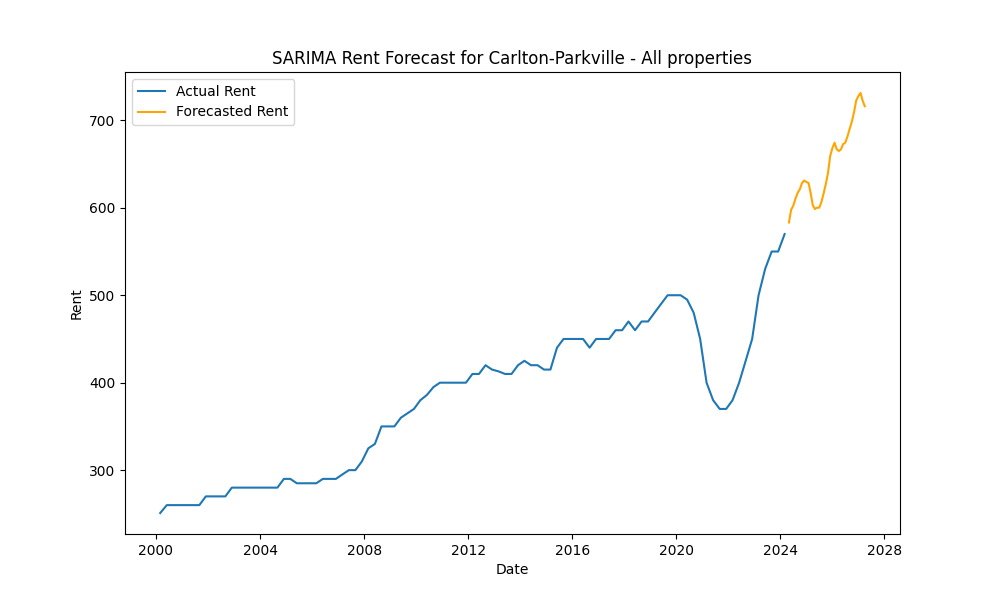 SARIMA Rent Forecast for Carlton-Parkville - All properties
Actual Rent
Forecasted Rent
700
600
500
400
300
Rent
2000 2004 2008 2012 2016 2020 2024 2028
Date